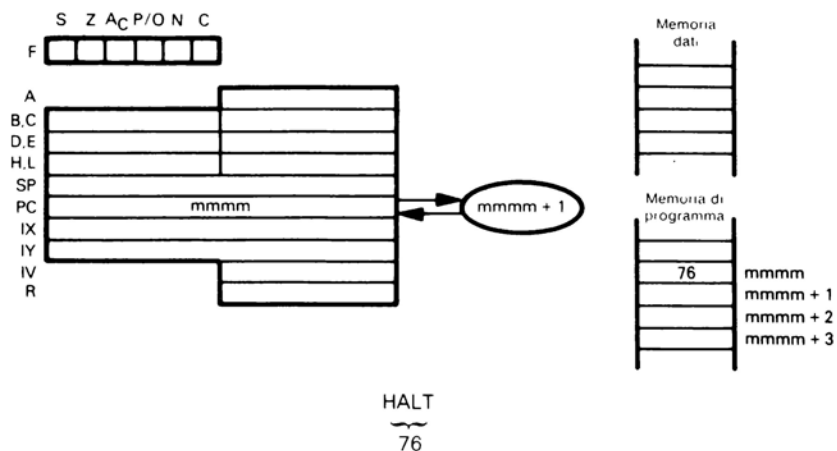 S Z AC P/O N C
F
A
B,C
D,E
H,L
SP
PC mmmm
IX
IY
IV
R
mmmm + 1
Memoria
dati
Memoria di
programma
76 mmmm
mmmm + 1
mmmm + 2
mmmm + 3
HALT
76